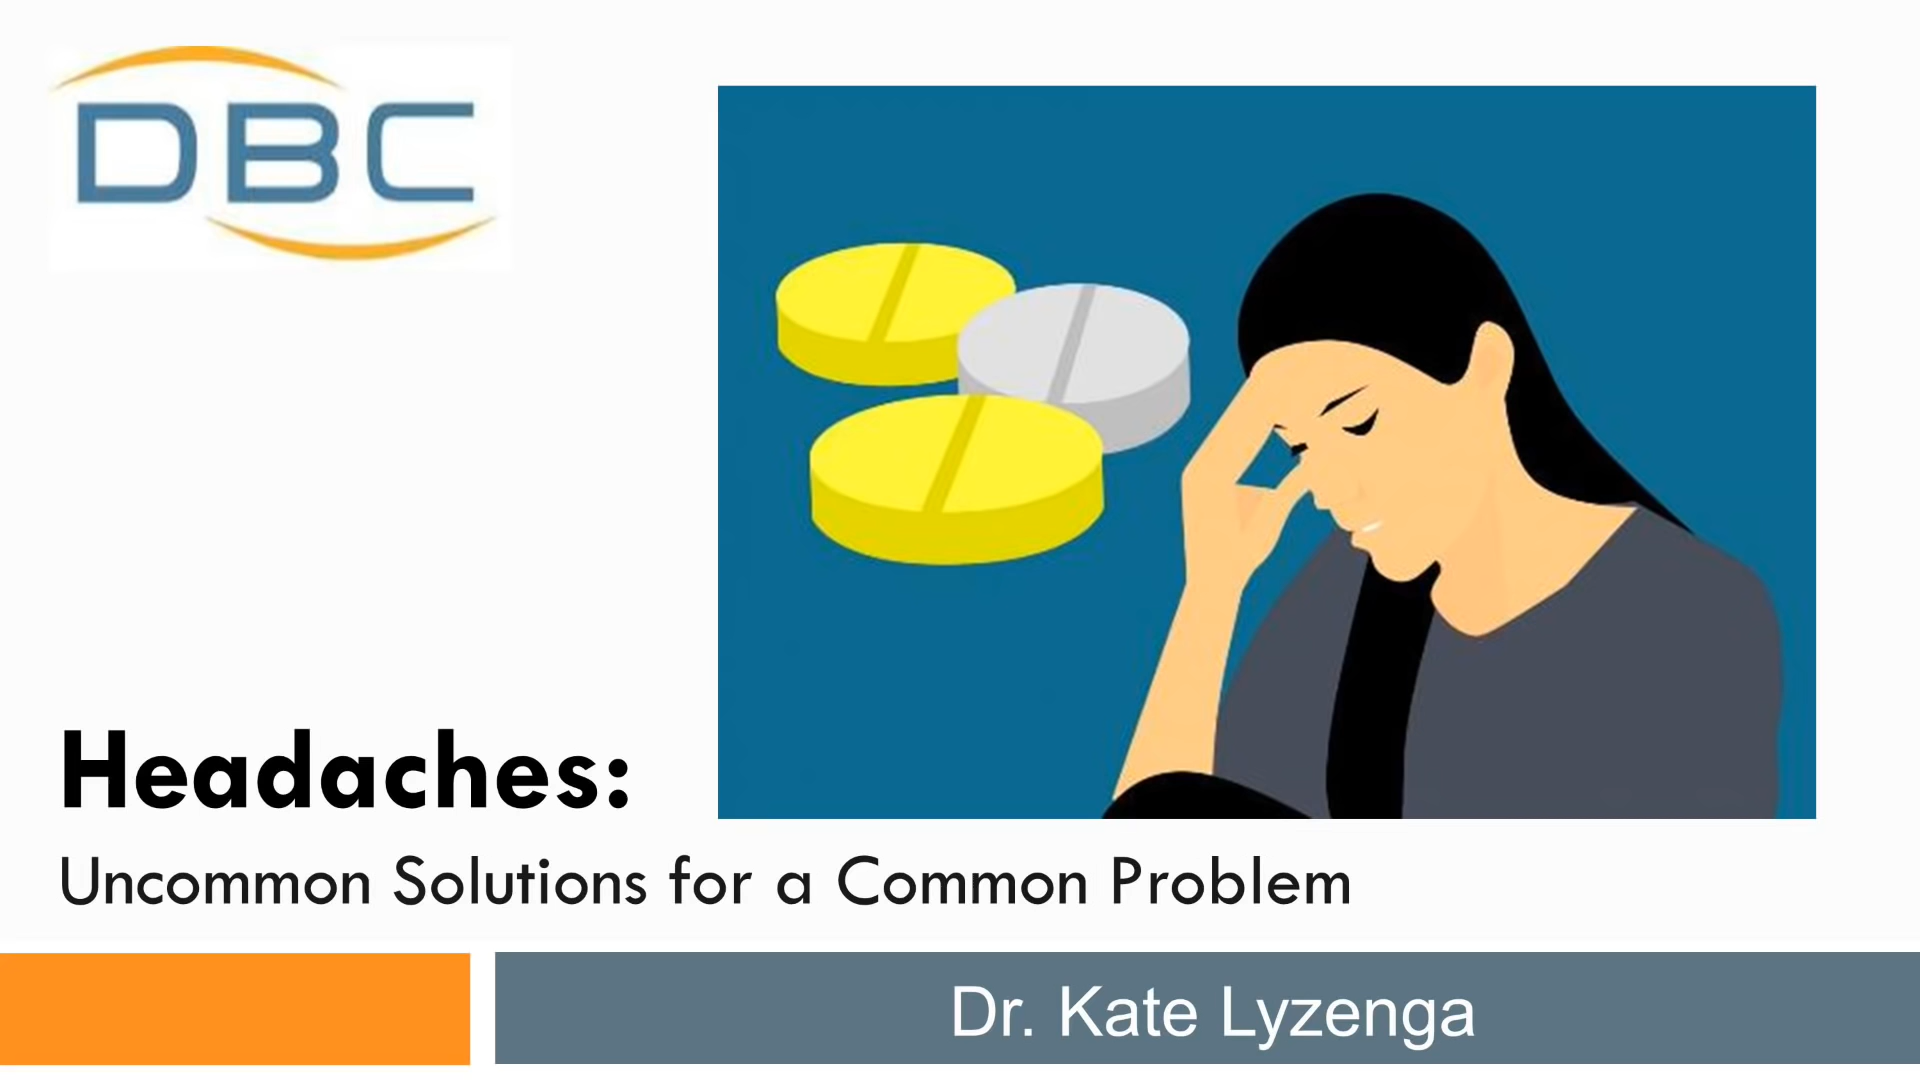 DBC
Headaches:
Uncommon Solutions for a Common Problem
Dr. Kate Lyzenga